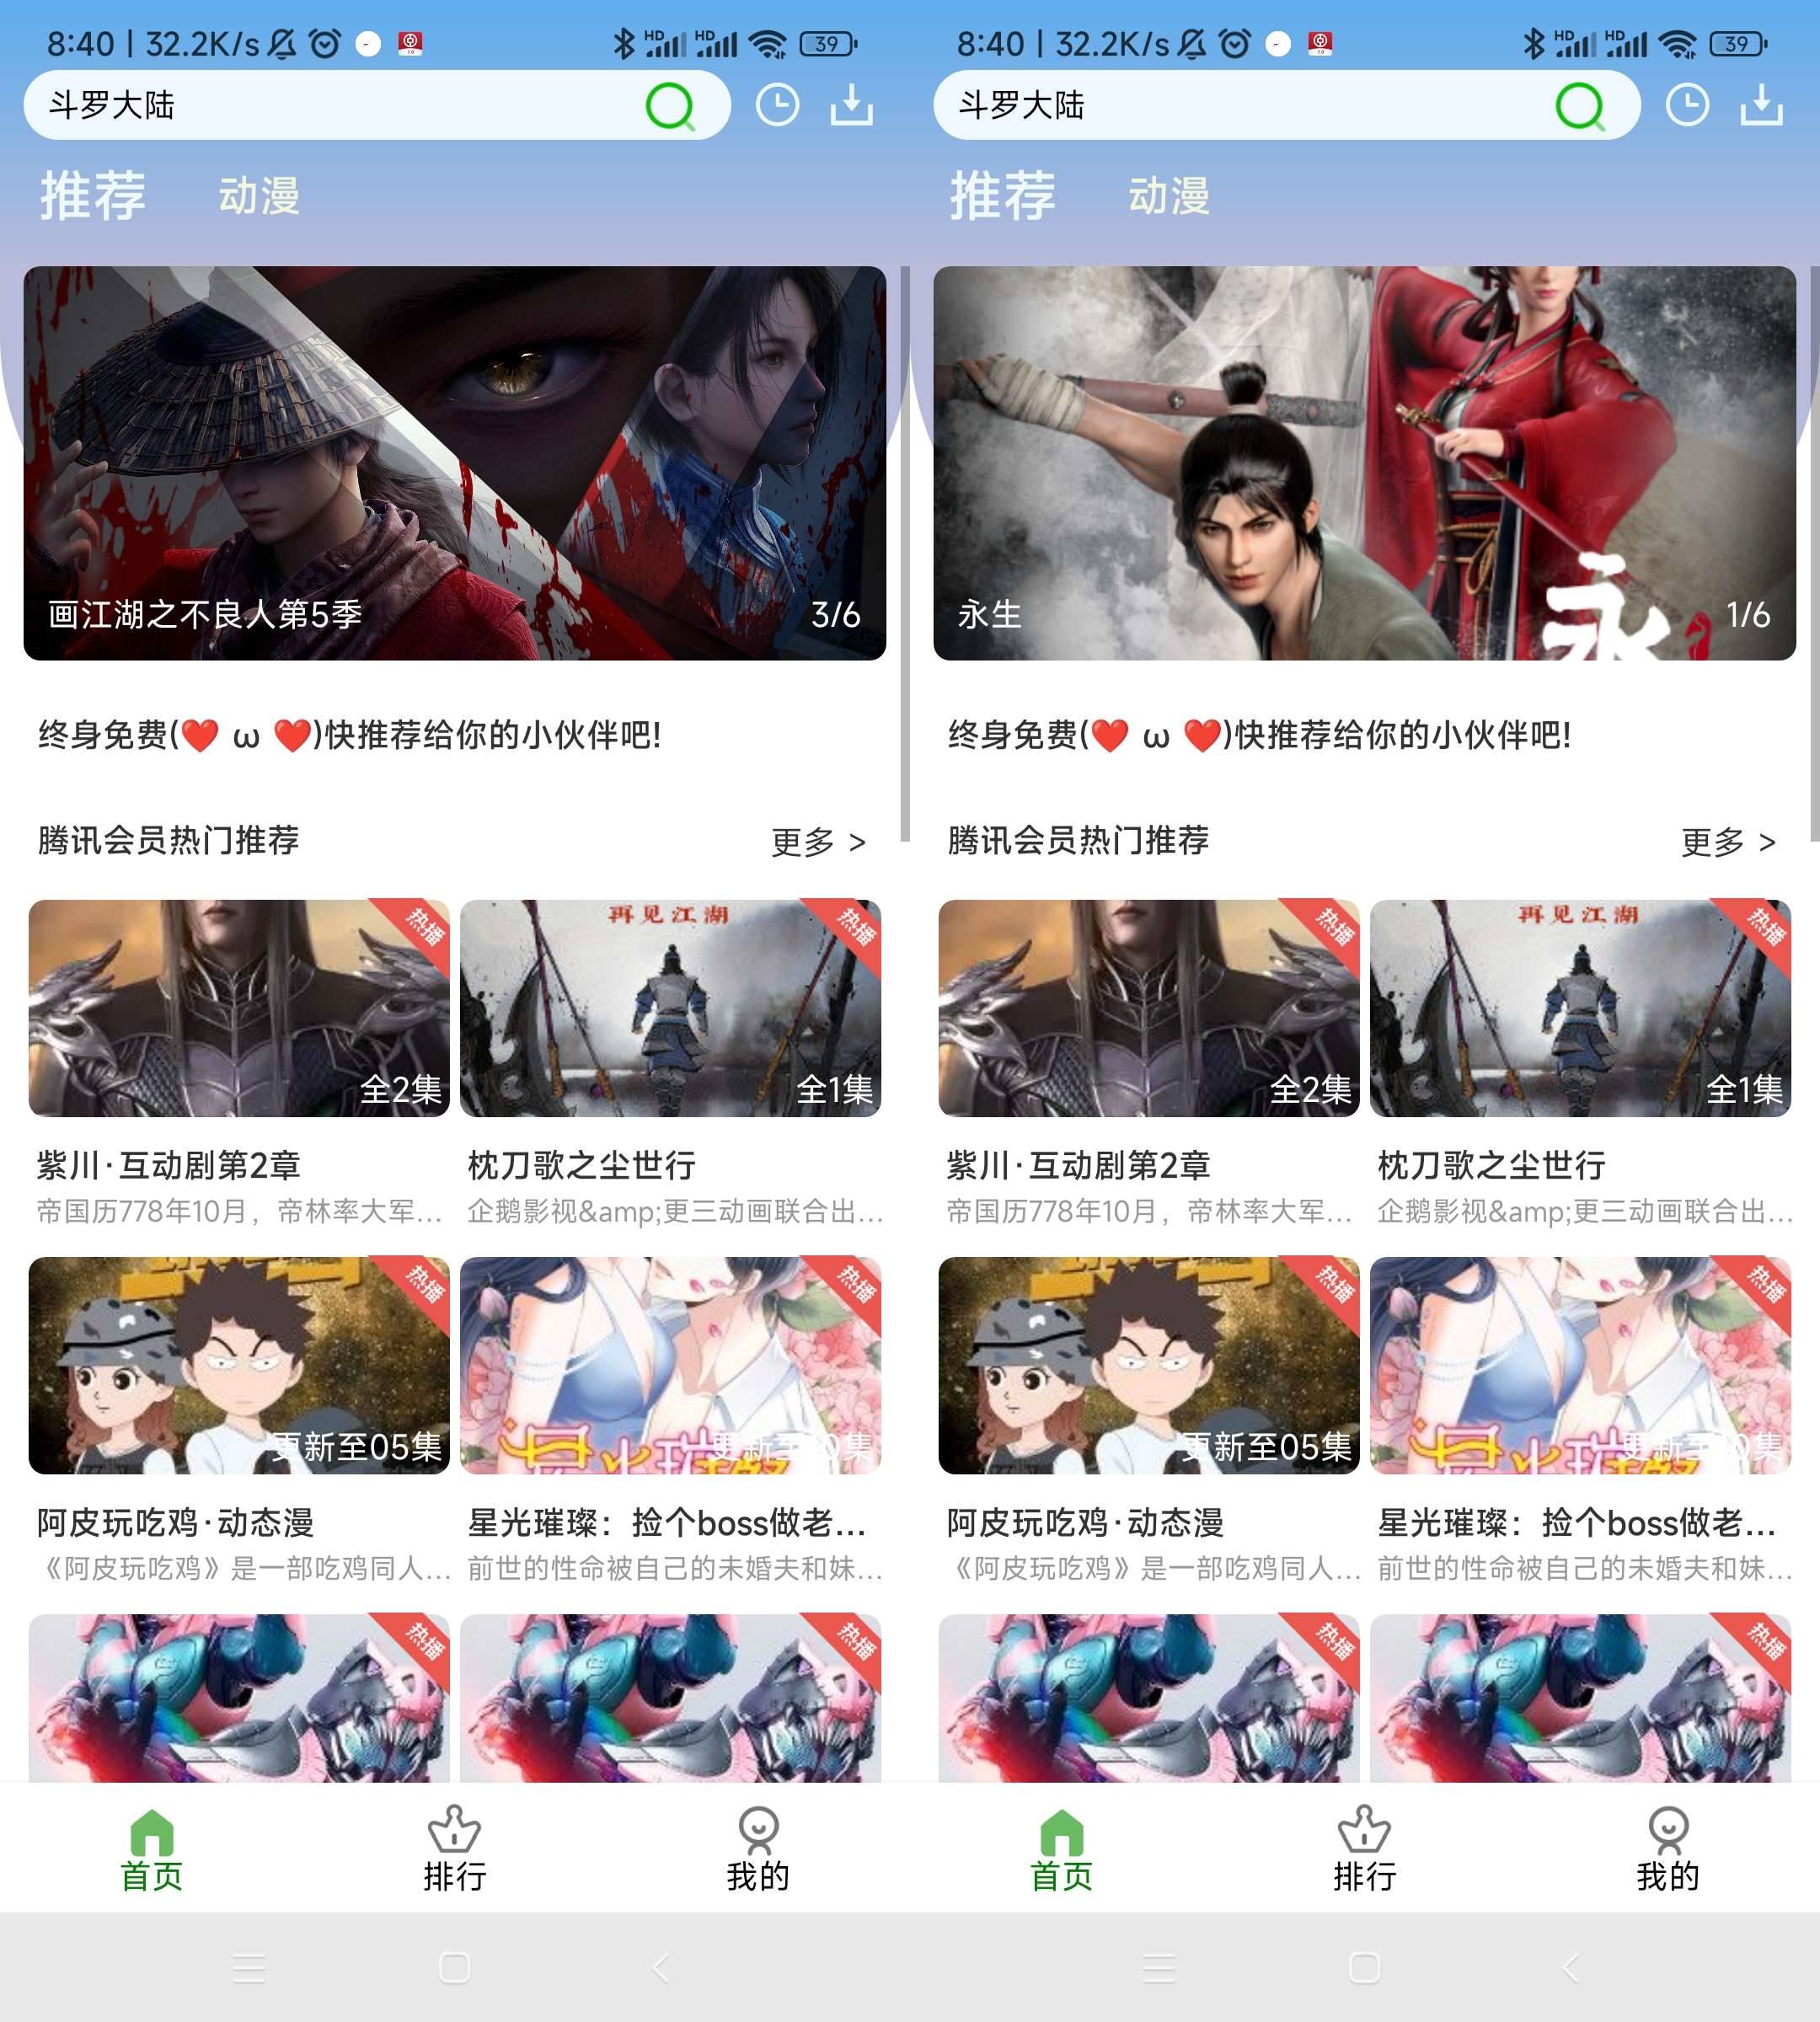 8:40 | 32.2K/s
HD HD 39
斗罗大陆
推荐 动漫
画江湖之不良人第5季 3/6
终身免费(❤️ ω ❤️)快推荐给你的小伙伴吧!
腾讯会员热门推荐 更多 >
热播 再见江湖 热播
全2集 全1集
紫川·互动剧第2章 枕刀歌之尘世行
帝国历778年10月，帝林率大军... 企鹅影视&amp;更三动画联合出...
热播 热播
更新至05集
阿皮玩吃鸡·动态漫 星光璀璨：捡个boss做老...
《阿皮玩吃鸡》是一部吃鸡同人... 前世的性命被自己的未婚夫和妹...
热播 热播
首页 排行 我的
8:40 | 32.2K/s
HD HD 39
斗罗大陆
推荐 动漫
永生 永 1/6
终身免费(❤️ ω ❤️)快推荐给你的小伙伴吧!
腾讯会员热门推荐 更多 >
热播 再见江湖 热播
全2集 全1集
紫川·互动剧第2章 枕刀歌之尘世行
帝国历778年10月，帝林率大军... 企鹅影视&amp;更三动画联合出...
热播 热播
更新至05集
阿皮玩吃鸡·动态漫 星光璀璨：捡个boss做老...
《阿皮玩吃鸡》是一部吃鸡同人... 前世的性命被自己的未婚夫和妹...
热播 热播
首页 排行 我的